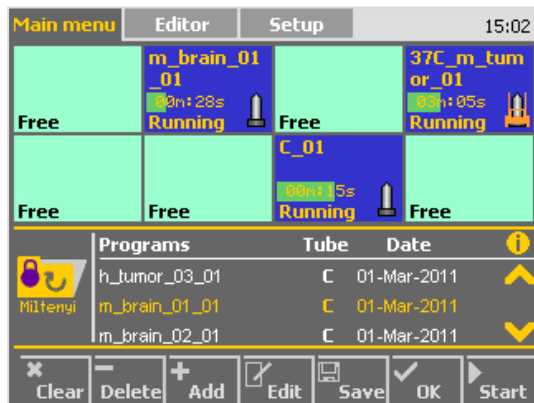 Main menu Editor Setup 15:02
m_brain_01 37C_m_tum
_01 or_01
00m:28s 03m:05s
Free Running Free Running
C_01
00m:15s
Free Free Running Free
Programs Tube Date
h_tumor_03_01 C 01-Mar-2011
Miltenyi m_brain_01_01 C 01-Mar-2011
m_brain_02_01 C 01-Mar-2011
Clear Delete Add Edit Save OK Start